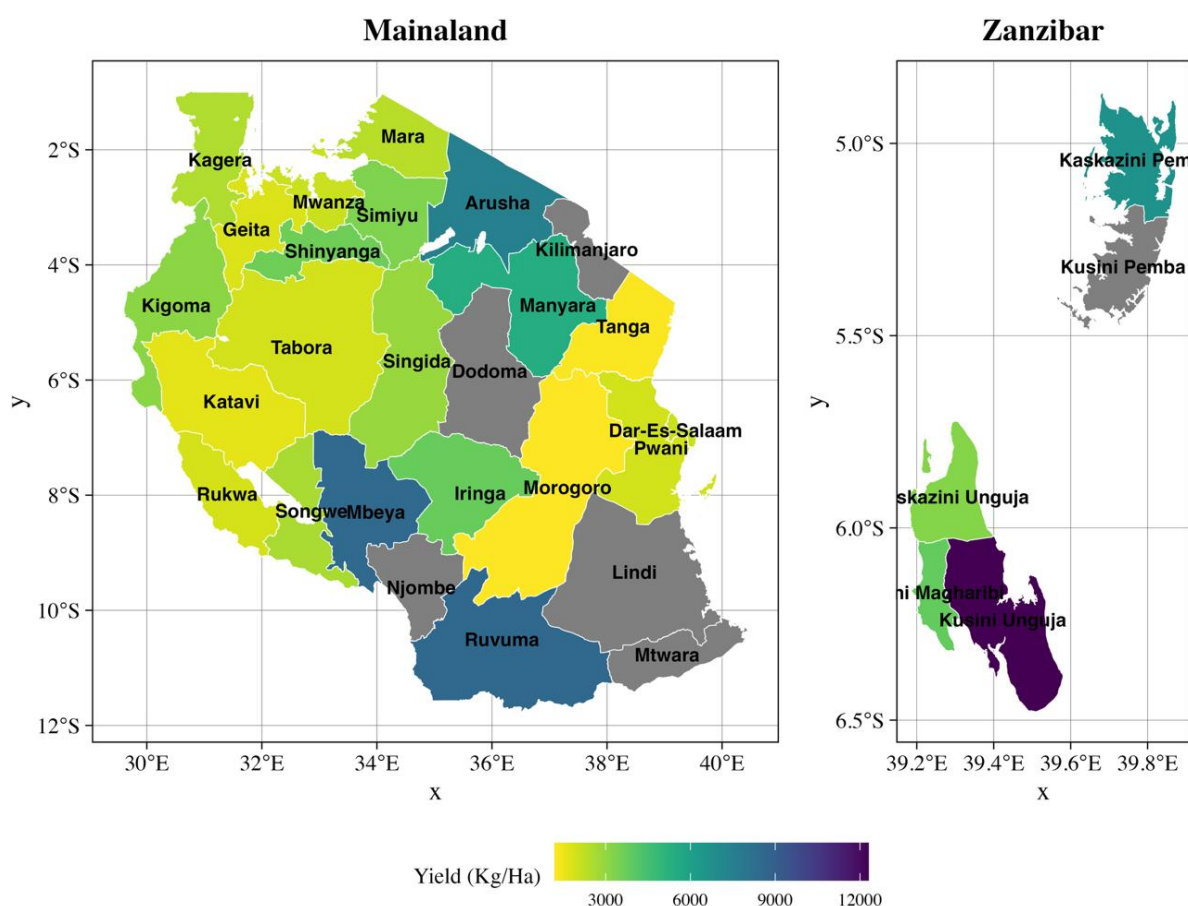 Mainaland
Zanzibar
Mara
Kagera
Mwanza
Simiyu
Arusha
Geita
Shinyanga
Kilimanjaro
Kigoma
Manyara
Tanga
Tabora
Singida
Dodoma
Katavi
Dar-Es-Salaam
Pwani
Rukwa
Iringa
Morogoro
Songwe
Mbeya
Njombe
Lindi
Ruvuma
Mtwara
2°S
4°S
6°S
8°S
10°S
12°S
y
30°E
32°E
34°E
36°E
38°E
40°E
x
Kaskazini Pem
Kusini Pemba
skazini Unguja
ni Magharibi
Kusini Unguja
5.0°S
5.5°S
6.0°S
6.5°S
y
39.2°E
39.4°E
39.6°E
39.8°E
x
Yield (Kg/Ha)
3000
6000
9000
12000